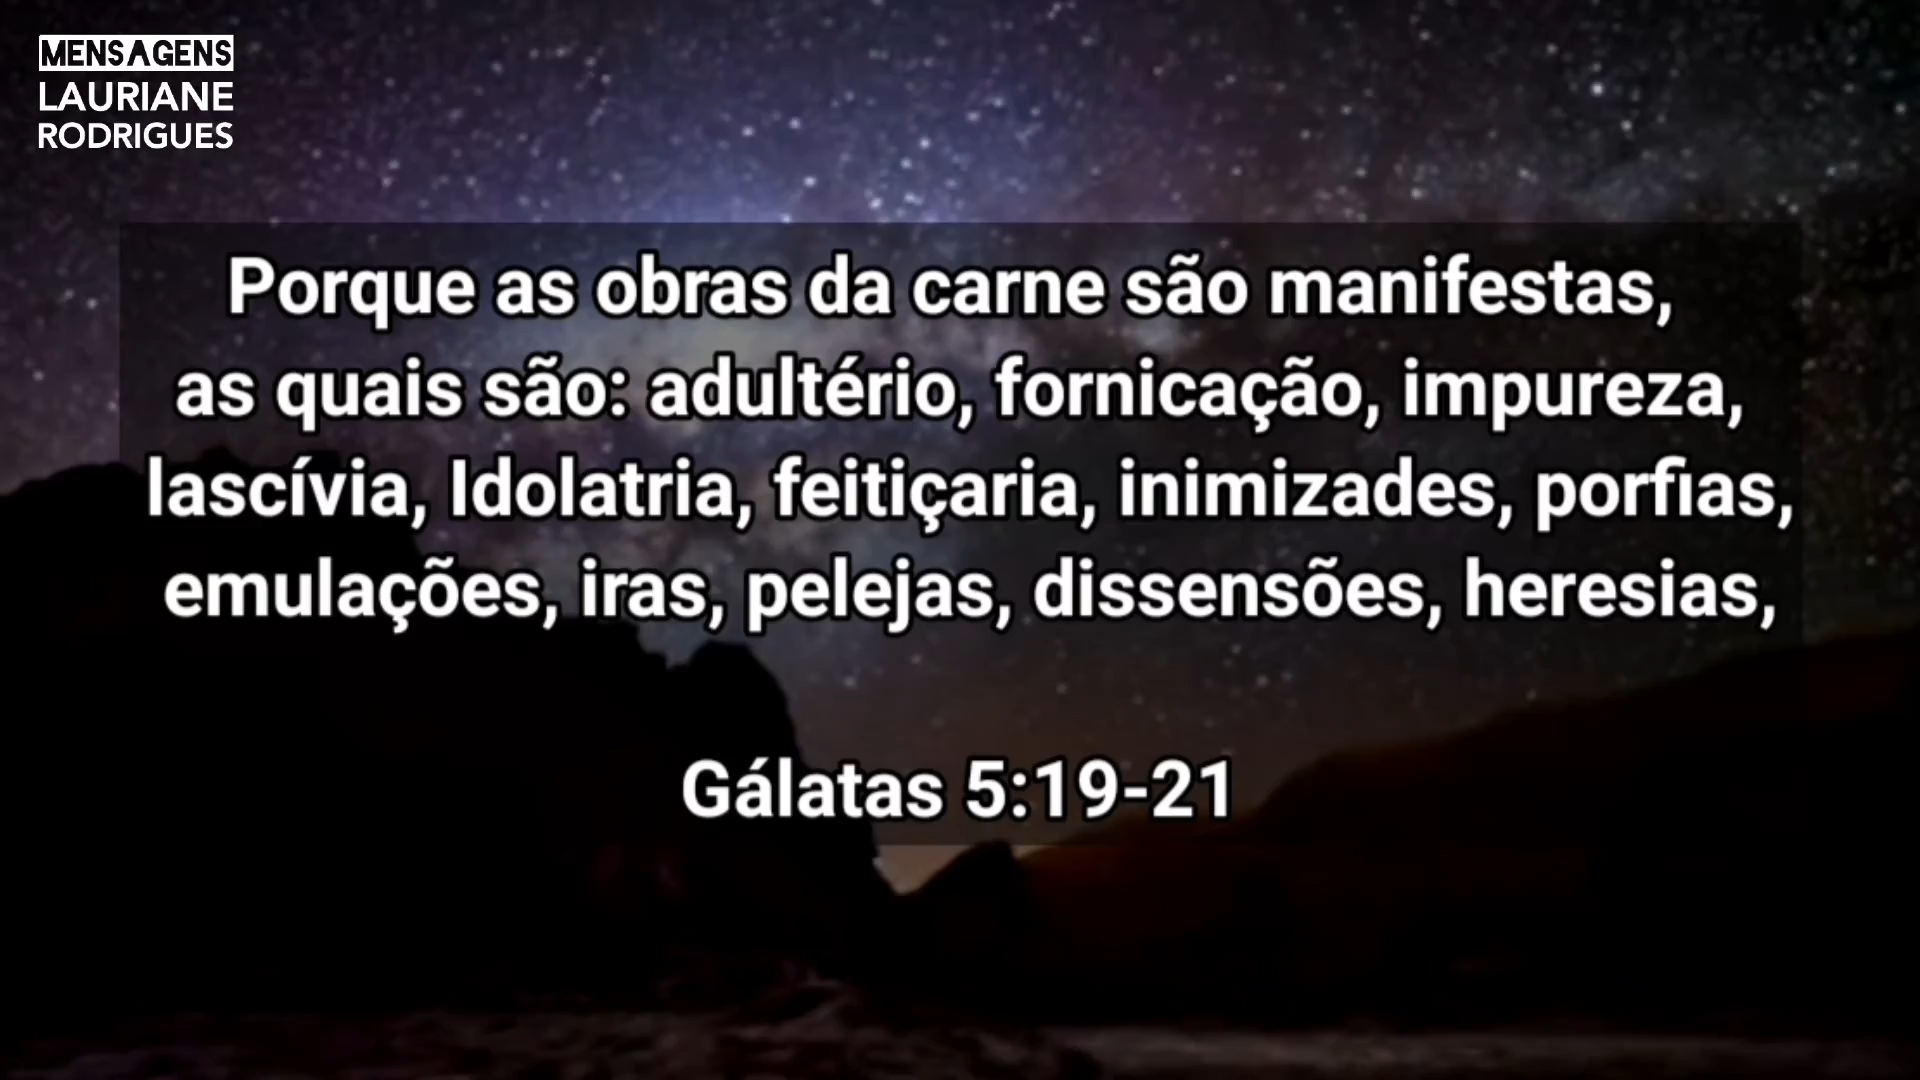 MENSAGENS
LAURIANE
RODRIGUES
Porque as obras da carne são manifestas,
as quais são: adultério, fornicação, impureza,
lascívia, Idolatria, feitiçaria, inimizades, porfias,
emulações, iras, pelejas, dissensões, heresias,
Gálatas 5:19-21